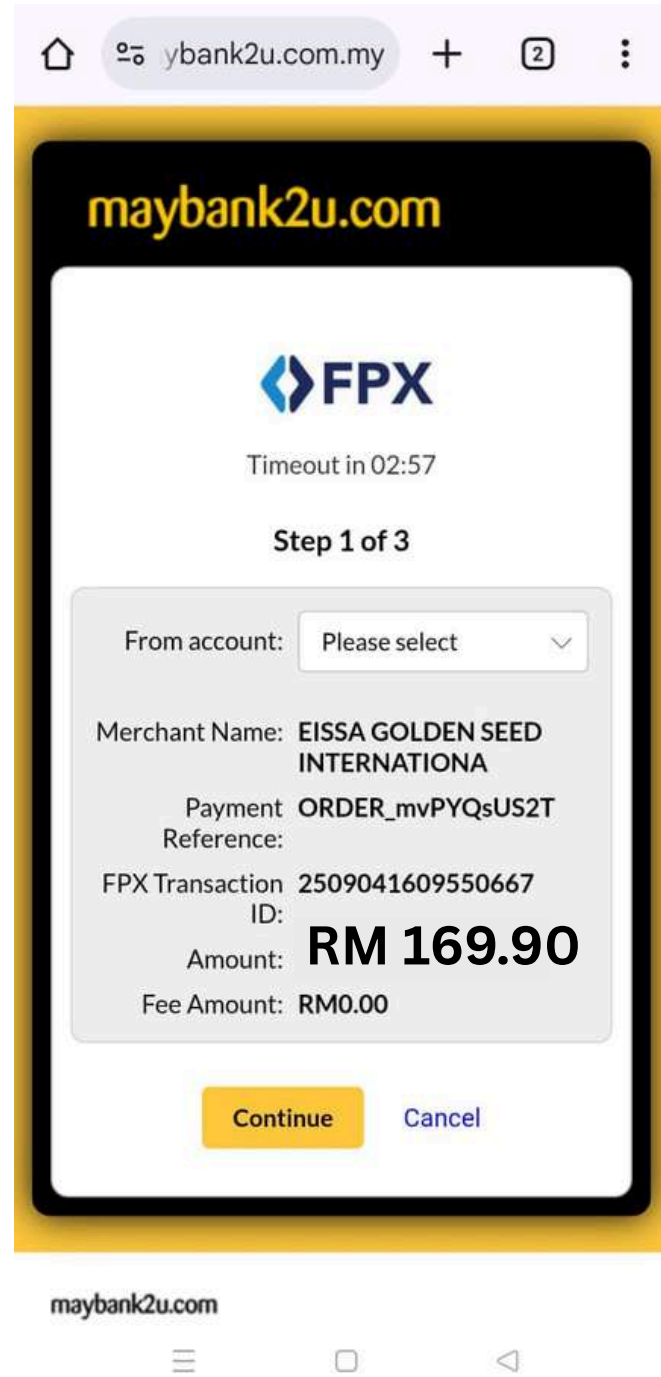 ybank2u.com.my
2
maybank2u.com
FPX
Timeout in 02:57
Step 1 of 3
From account: Please select
Merchant Name: EISSA GOLDEN SEED
INTERNATIONA
Payment ORDER_mvPYQsUS2T
Reference:
FPX Transaction 2509041609550667
ID:
Amount: RM 169.90
Fee Amount: RM0.00
Continue Cancel
maybank2u.com